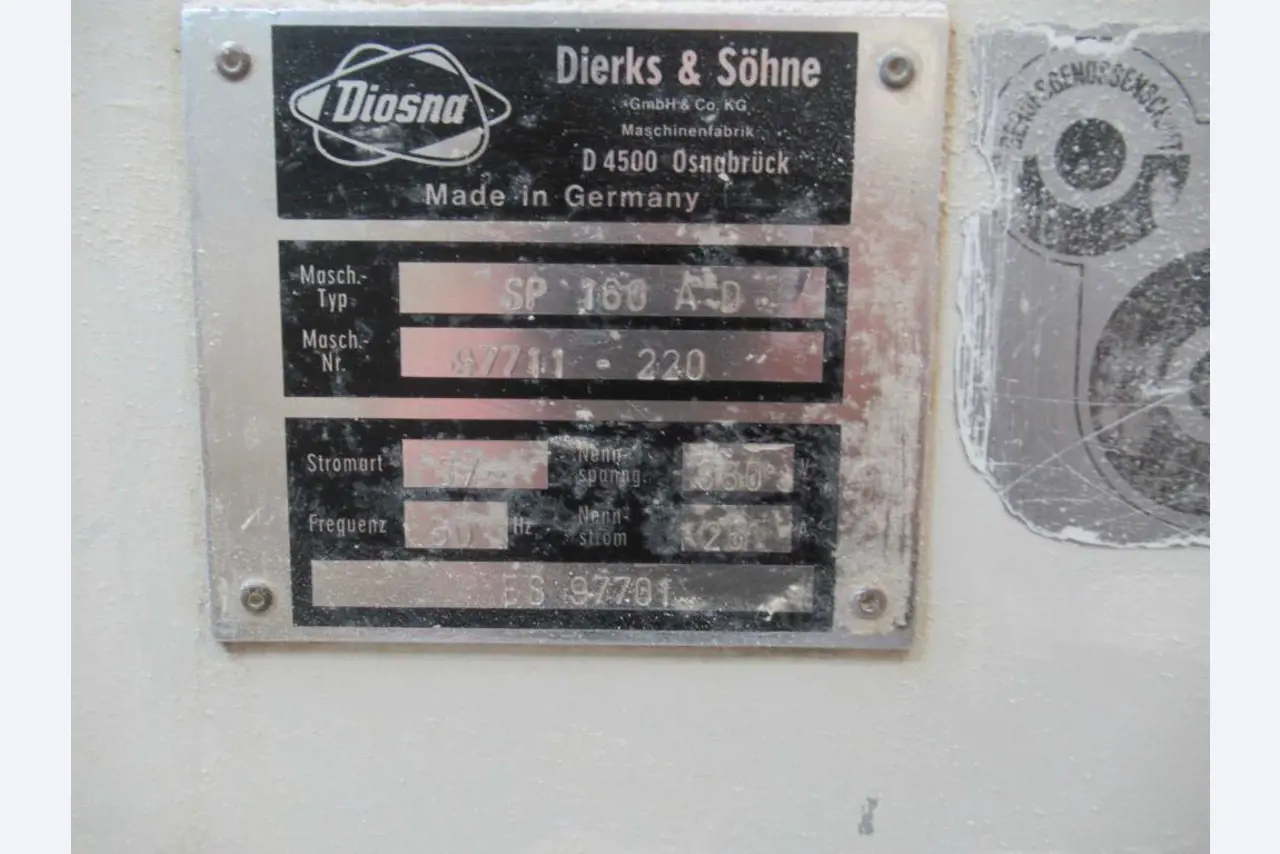 Diosna
Dierks & Söhne
GmbH & Co. KG
Maschinenfabrik
D 4500 Osnabrück
Made in Germany
Masch.-
Typ
SP 160 A D
Masch.-
Nr.
97711 - 220
Stromart
Nenn-
spanng.
380 V
Frequenz
50 Hz
Nenn-
strom
A
ES 97701